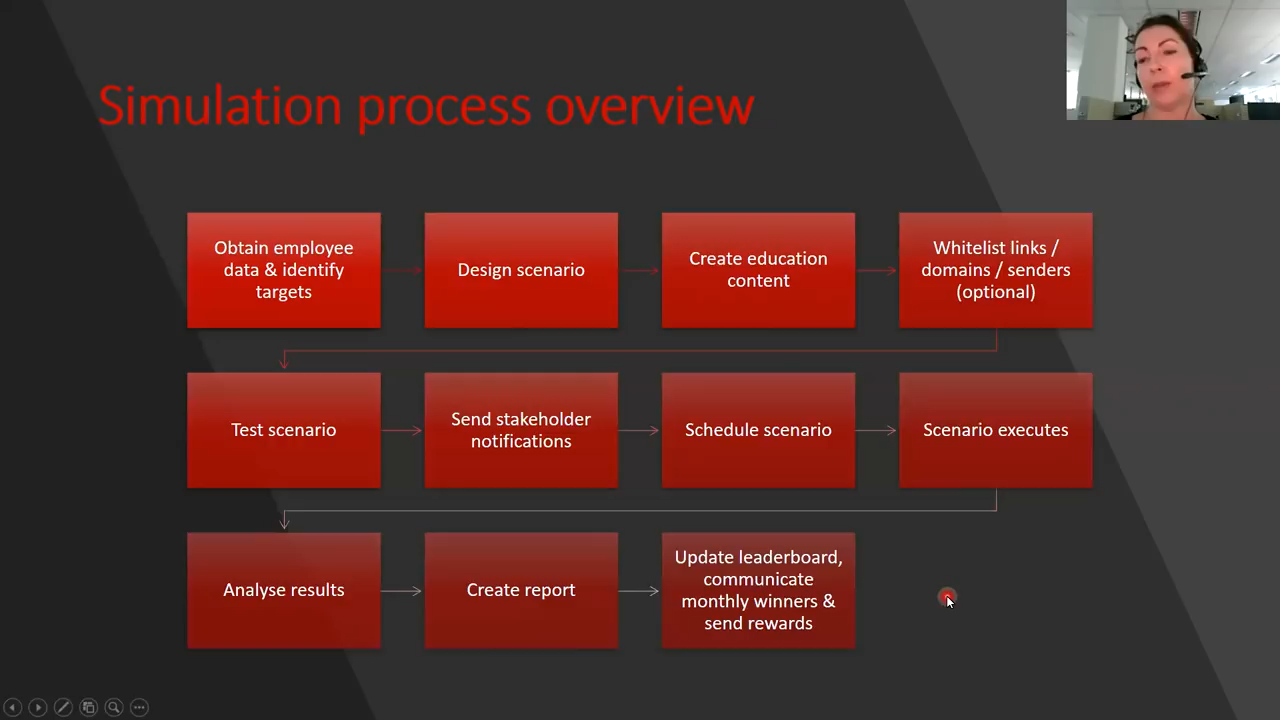 Simulation process overview
Obtain employee
data & identify
targets
Design scenario
Create education
content
Whitelist links /
domains / senders
(optional)
Test scenario
Send stakeholder
notifications
Schedule scenario
Scenario executes
Analyse results
Create report
Update leaderboard,
communicate
monthly winners &
send rewards